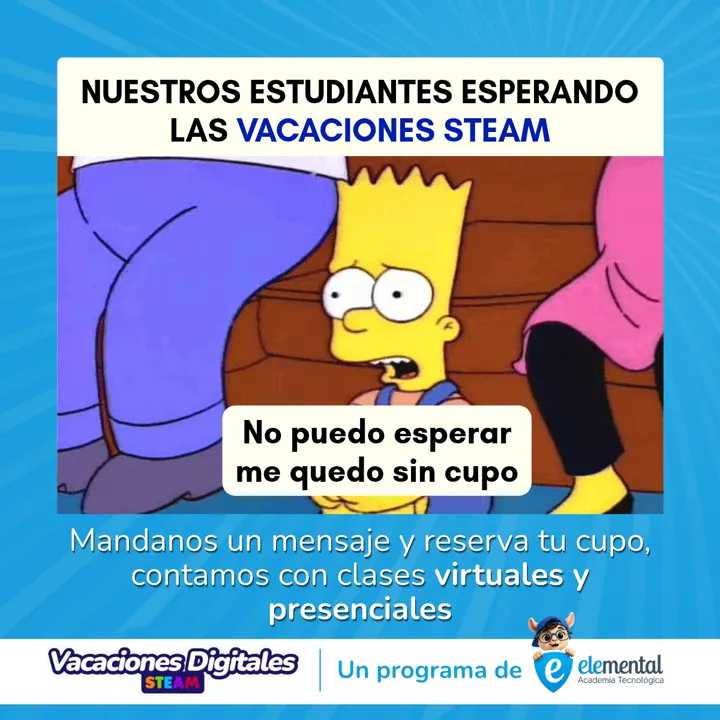 NUESTROS ESTUDIANTES ESPERANDO
LAS VACACIONES STEAM
No puedo esperar
me quedo sin cupo
Mandanos un mensaje y reserva tu cupo,
contamos con clases virtuales y
presenciales
Vacaciones Digitales
STEAM
Un programa de
e elemental
Academia Tecnológica